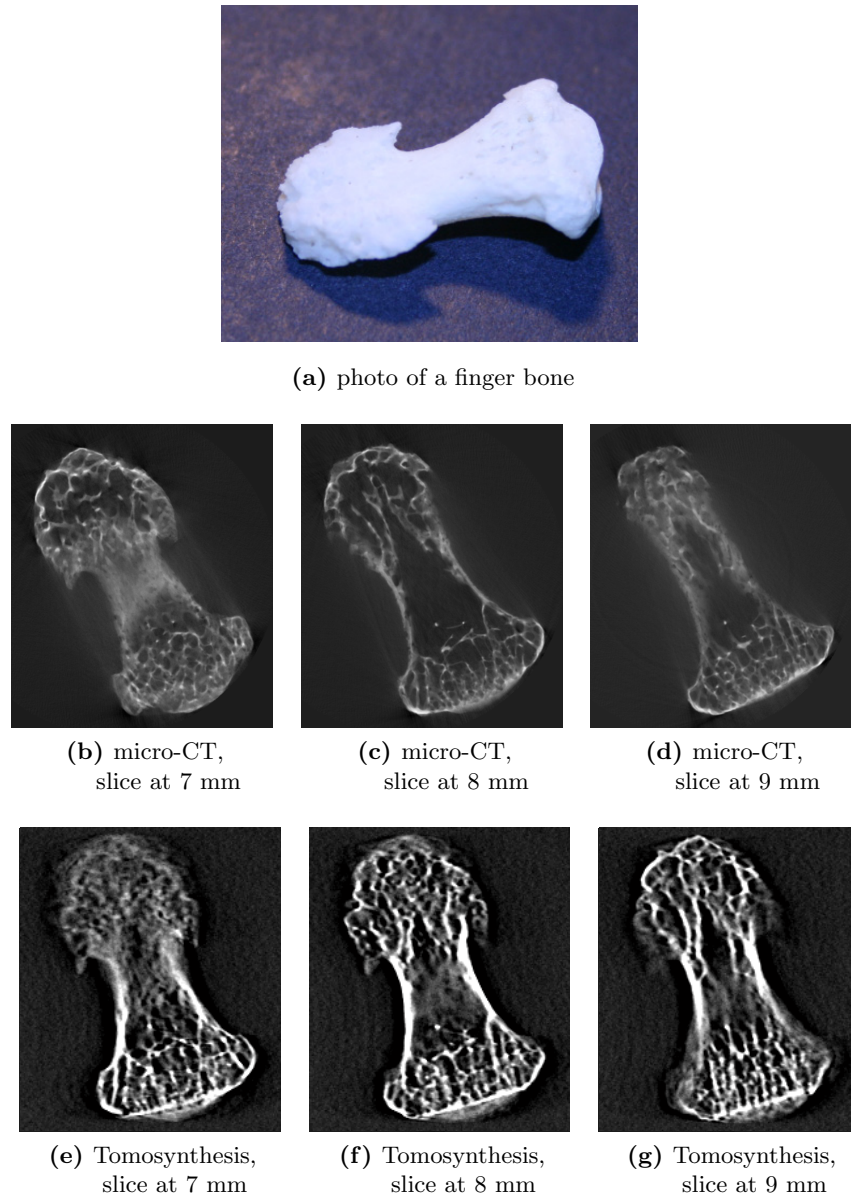 (a) photo of a finger bone
(b) micro-CT,
slice at 7 mm
(c) micro-CT,
slice at 8 mm
(d) micro-CT,
slice at 9 mm
(e) Tomosynthesis,
slice at 7 mm
(f) Tomosynthesis,
slice at 8 mm
(g) Tomosynthesis,
slice at 9 mm